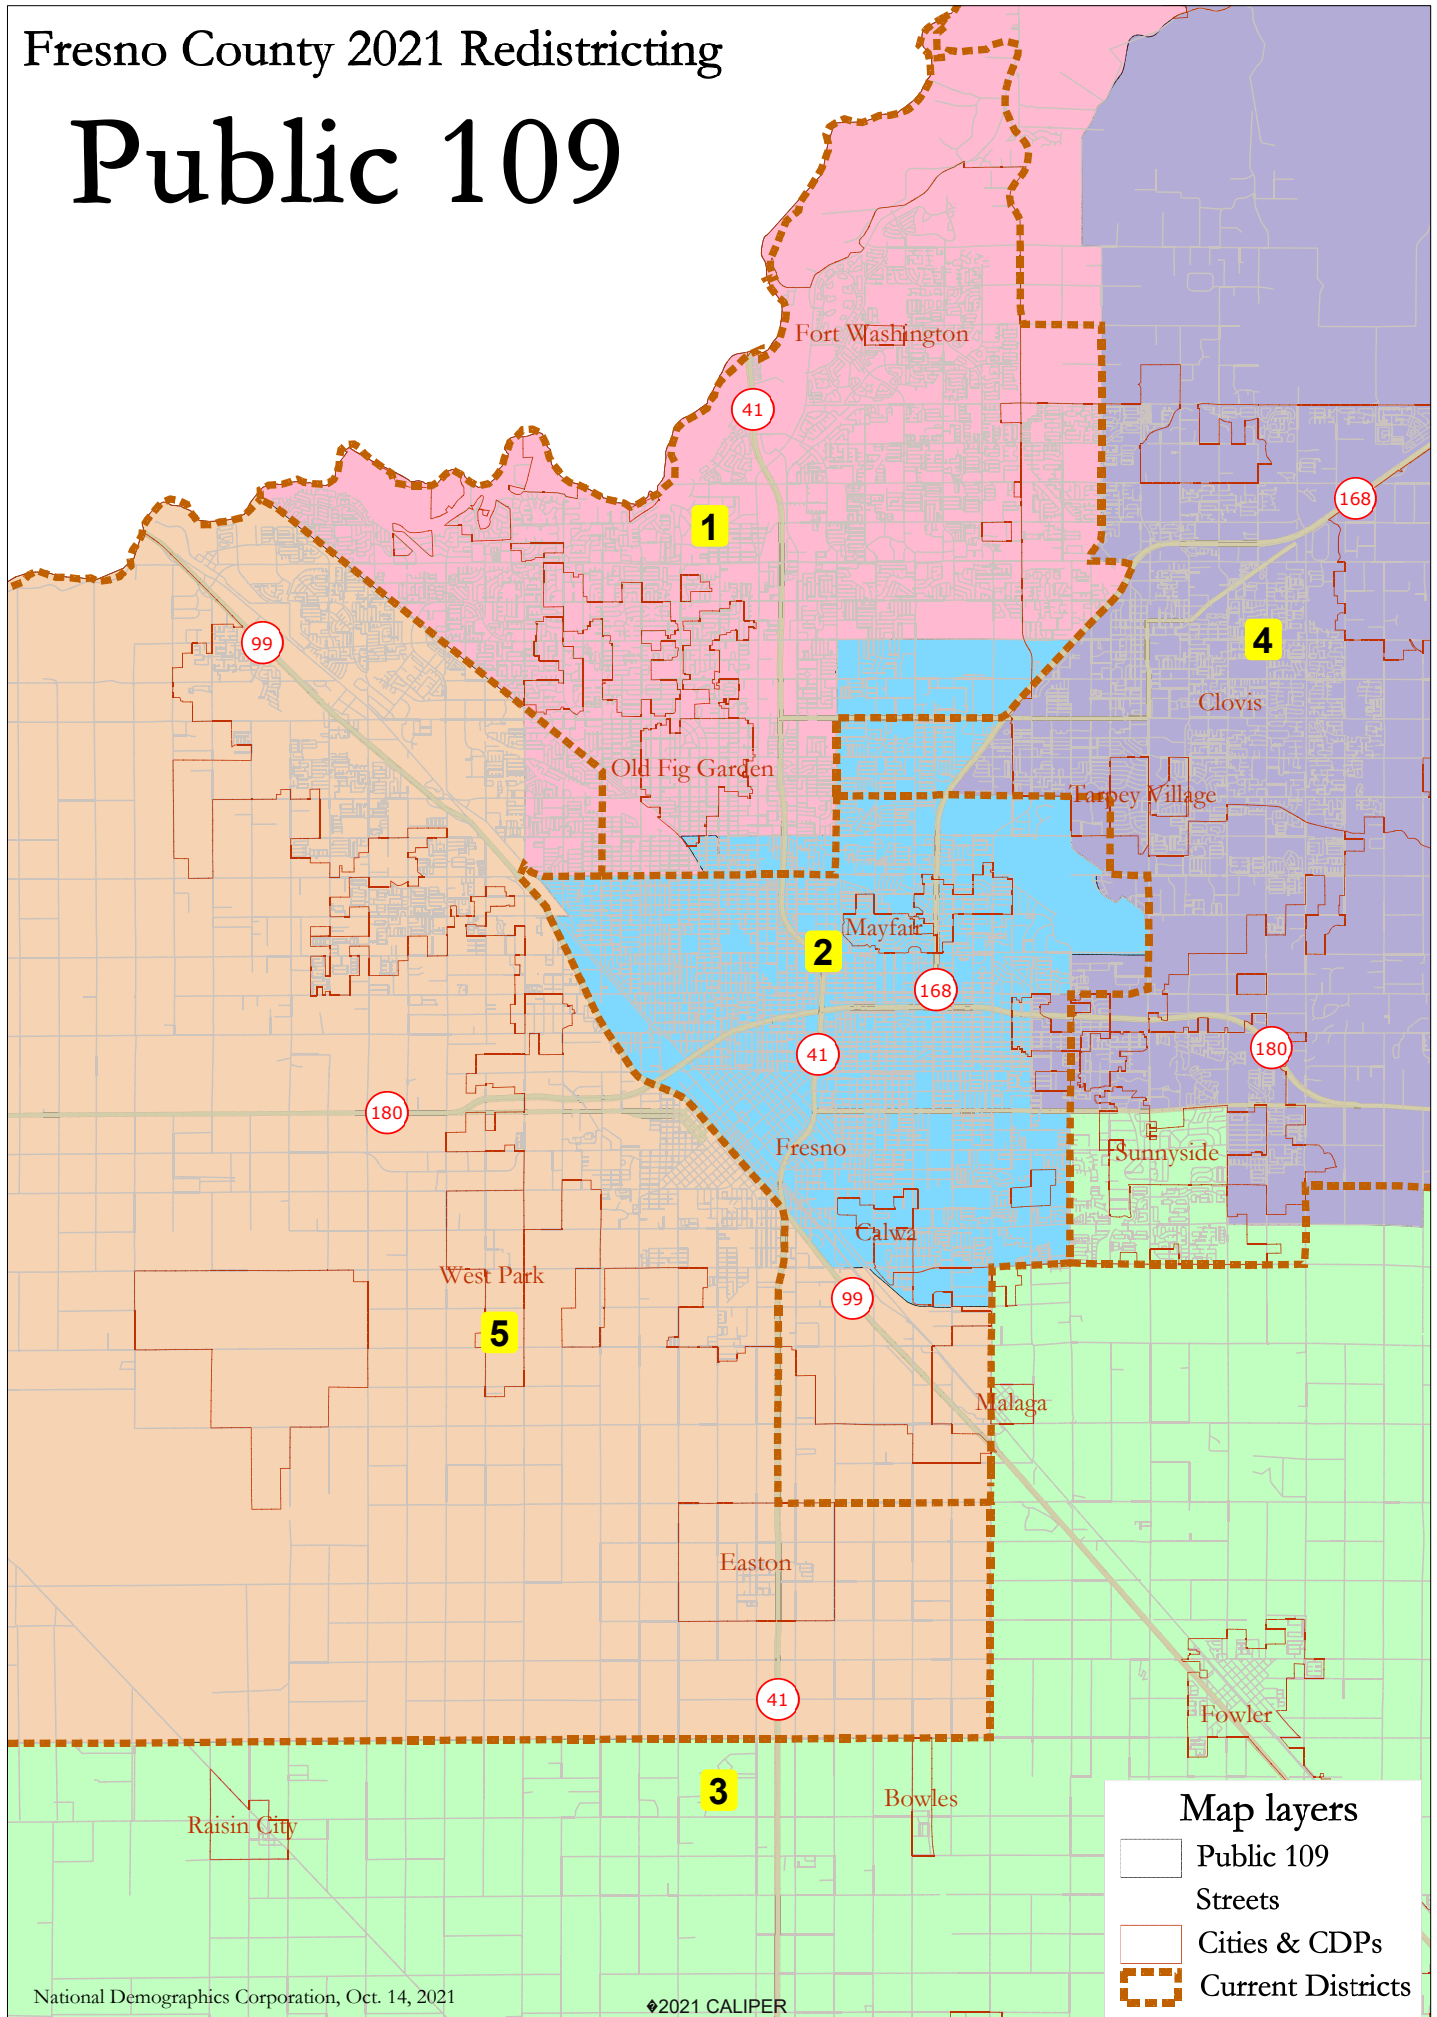 Fresno County 2021 Redistricting
Public 109
Fort Washington
41
168
1
99
4
Clovis
Old Fig Garden
Tarpey Village
Mayfair
2
168
41
180
180
Fresno
Sunnyside
Calwa
West Park
99
5
Malaga
Easton
41
Fowler
3
Bowles
Raisin City
Map layers
Public 109
Streets
Cities & CDPs
Current Districts
National Demographics Corporation, Oct. 14, 2021
�2021 CALIPER